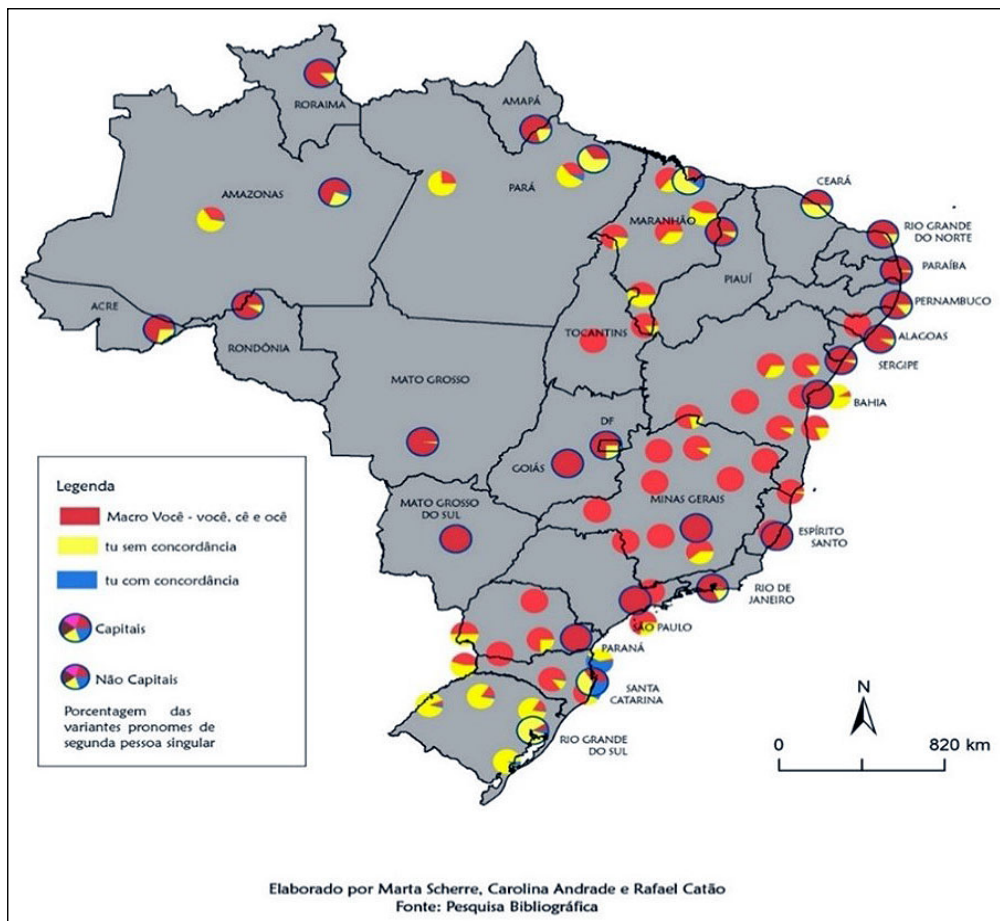 RORAIMA
AMAPÁ
AMAZONAS
PARÁ
CEARÁ
MARANHÃO
RIO GRANDE
DO NORTE
PARAÍBA
PIAUÍ
ACRE
PERNAMBUCO
TOCANTINS
ALAGOAS
RONDÔNIA
SERGIPE
MATO GROSSO
BAHIA
DF
GOIÁS
MINAS GERAIS
MATO GROSSO
DO SUL
ESPÍRITO
SANTO
RIO DE
JANEIRO
SÃO PAULO
PARANÁ
SANTA
CATARINA
RIO GRANDE
DO SUL
Legenda
Macro Você - você, cê e ocê
tu sem concordância
tu com concordância
Capitais
Não Capitais
Porcentagem das
variantes pronomes de
segunda pessoa singular
N
0 820 km
Elaborado por Marta Scherre, Carolina Andrade e Rafael Catão
Fonte: Pesquisa Bibliográfica